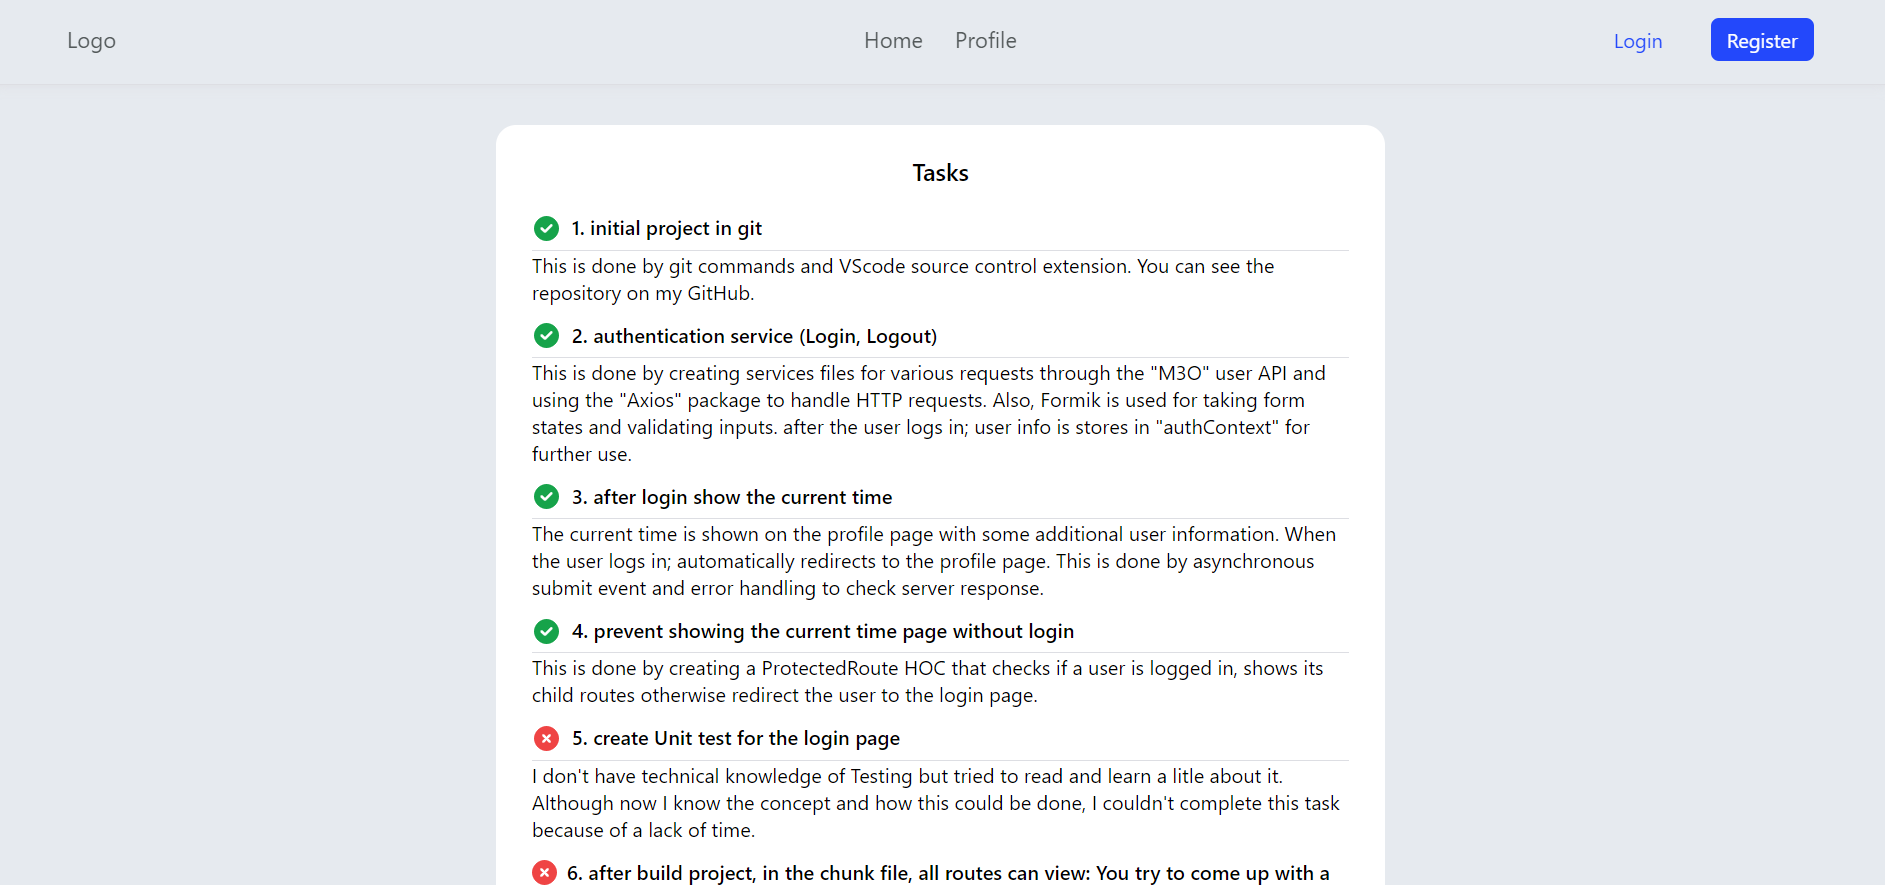 Logo
Home
Profile
Login
Register
Tasks
1. initial project in git
This is done by git commands and VScode source control extension. You can see the
repository on my GitHub.
2. authentication service (Login, Logout)
This is done by creating services files for various requests through the "M3O" user API and
using the "Axios" package to handle HTTP requests. Also, Formik is used for taking form
states and validating inputs. after the user logs in; user info is stores in "authContext" for
further use.
3. after login show the current time
The current time is shown on the profile page with some additional user information. When
the user logs in; automatically redirects to the profile page. This is done by asynchronous
submit event and error handling to check server response.
4. prevent showing the current time page without login
This is done by creating a ProtectedRoute HOC that checks if a user is logged in, shows its
child routes otherwise redirect the user to the login page.
5. create Unit test for the login page
I don't have technical knowledge of Testing but tried to read and learn a litle about it.
Although now I know the concept and how this could be done, I couldn't complete this task
because of a lack of time.
6. after build project, in the chunk file, all routes can view: You try to come up with a